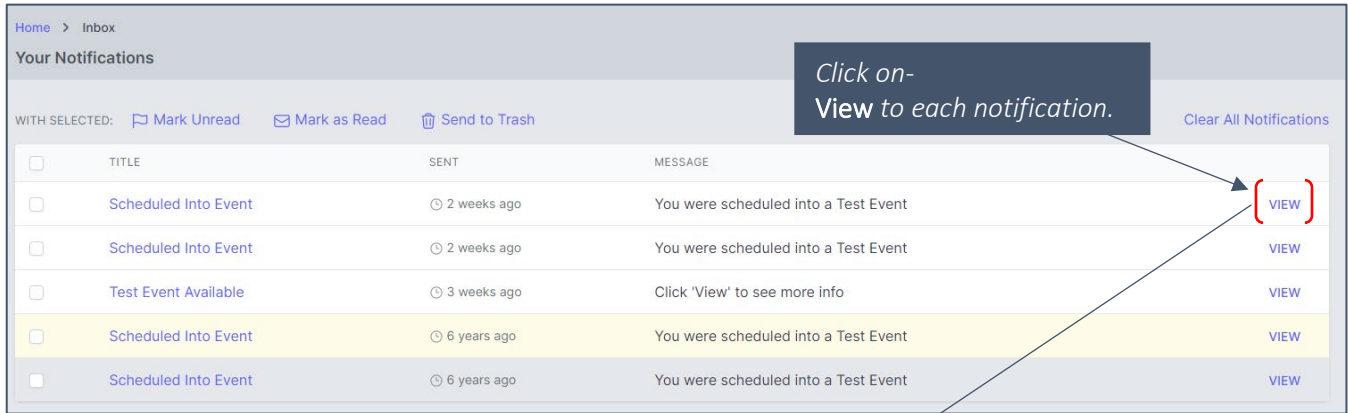 Home > Inbox
Your Notifications
Click on-
View to each notification.
WITH SELECTED: Mark Unread Mark as Read Send to Trash Clear All Notifications
TITLE SENT MESSAGE
Scheduled Into Event 2 weeks ago You were scheduled into a Test Event VIEW
Scheduled Into Event 2 weeks ago You were scheduled into a Test Event VIEW
Test Event Available 3 weeks ago Click 'View' to see more info VIEW
Scheduled Into Event 6 years ago You were scheduled into a Test Event VIEW
Scheduled Into Event 6 years ago You were scheduled into a Test Event VIEW